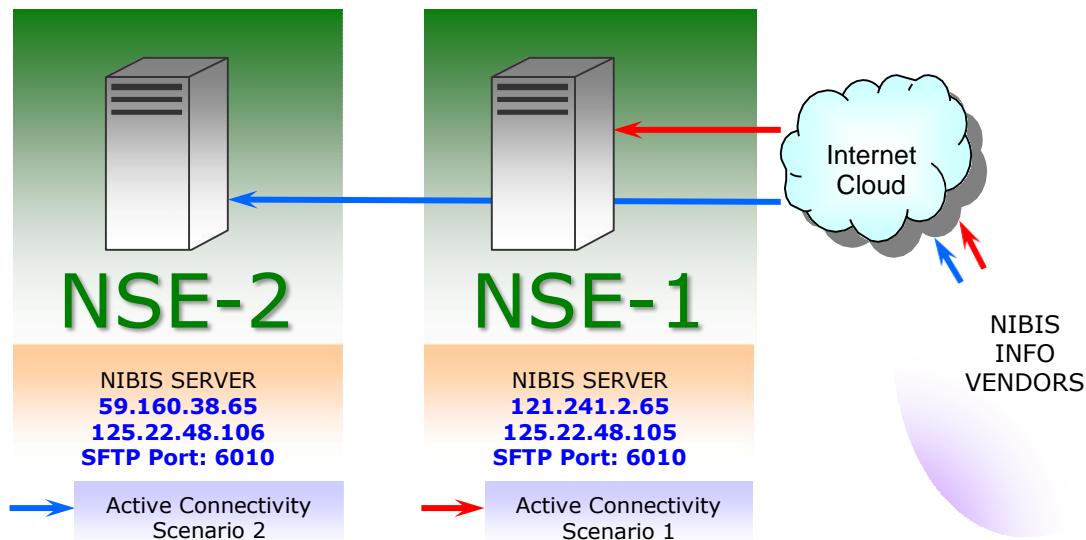 Internet
Cloud
NSE-2
NSE-1
NIBIS
INFO
VENDORS
NIBIS SERVER
59.160.38.65
125.22.48.106
SFTP Port: 6010
NIBIS SERVER
121.241.2.65
125.22.48.105
SFTP Port: 6010
Active Connectivity
Scenario 2
Active Connectivity
Scenario 1